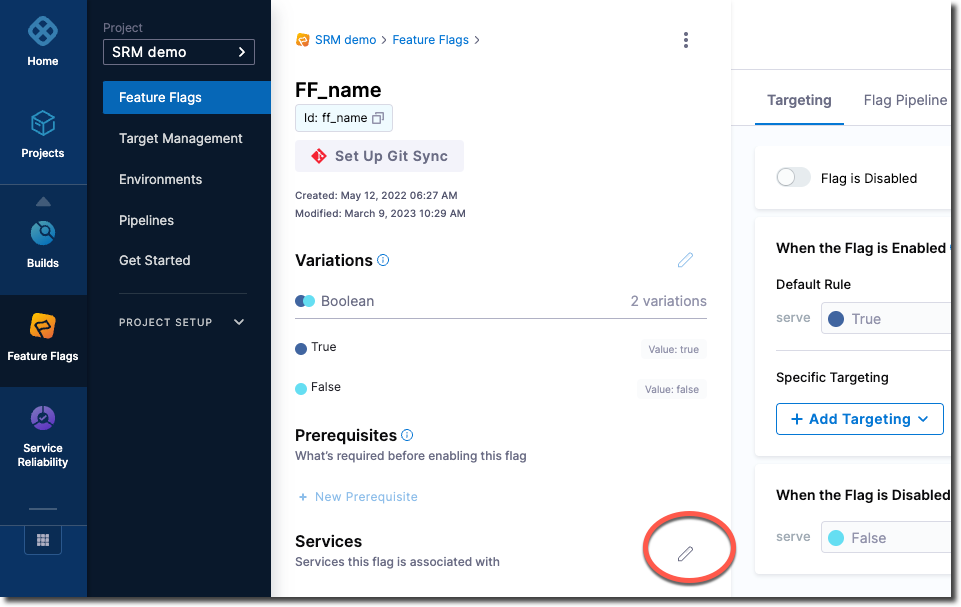 Home
Projects
Builds
Feature Flags
Service
Reliability
Project
SRM demo
Feature Flags
Target Management
Environments
Pipelines
Get Started
PROJECT SETUP
SRM demo > Feature Flags >
FF_name
Id: ff_name
Set Up Git Sync
Created: May 12, 2022 06:27 AM
Modified: March 9, 2023 10:29 AM
Variations
Boolean 2 variations
True Value: true
False Value: false
Prerequisites
What's required before enabling this flag
+ New Prerequisite
Services
Services this flag is associated with
Targeting Flag Pipeline
Flag is Disabled
When the Flag is Enabled
Default Rule
serve True
Specific Targeting
+ Add Targeting
When the Flag is Disabled
serve False